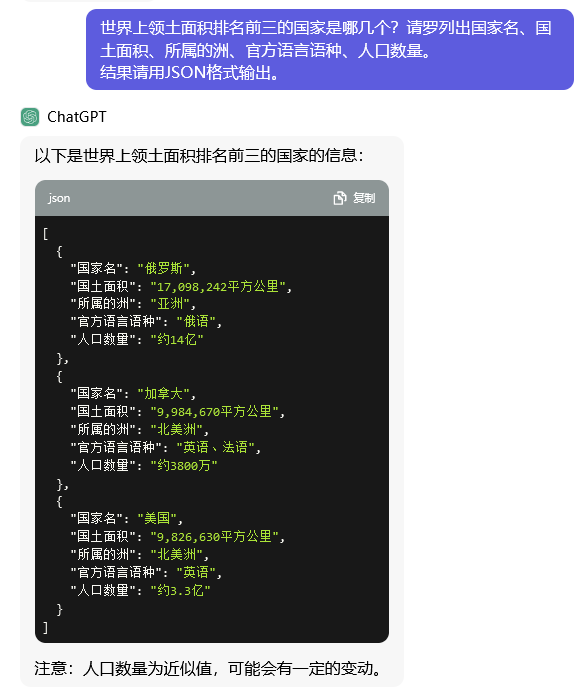 世界上领土面积排名前三的国家是哪几个？请罗列出国家名、国
土面积、所属的洲、官方语言语种、人口数量。
结果请用JSON格式输出。
ChatGPT
以下是世界上领土面积排名前三的国家的信息：
json 复制
[
  {
    "国家名": "俄罗斯",
    "国土面积": "17,098,242平方公里",
    "所属的洲": "亚洲",
    "官方语言语种": "俄语",
    "人口数量": "约14亿"
  },
  {
    "国家名": "加拿大",
    "国土面积": "9,984,670平方公里",
    "所属的洲": "北美洲",
    "官方语言语种": "英语、法语",
    "人口数量": "约3800万"
  },
  {
    "国家名": "美国",
    "国土面积": "9,826,630平方公里",
    "所属的洲": "北美洲",
    "官方语言语种": "英语",
    "人口数量": "约3.3亿"
  }
]
注意：人口数量为近似值，可能会有一定的变动。